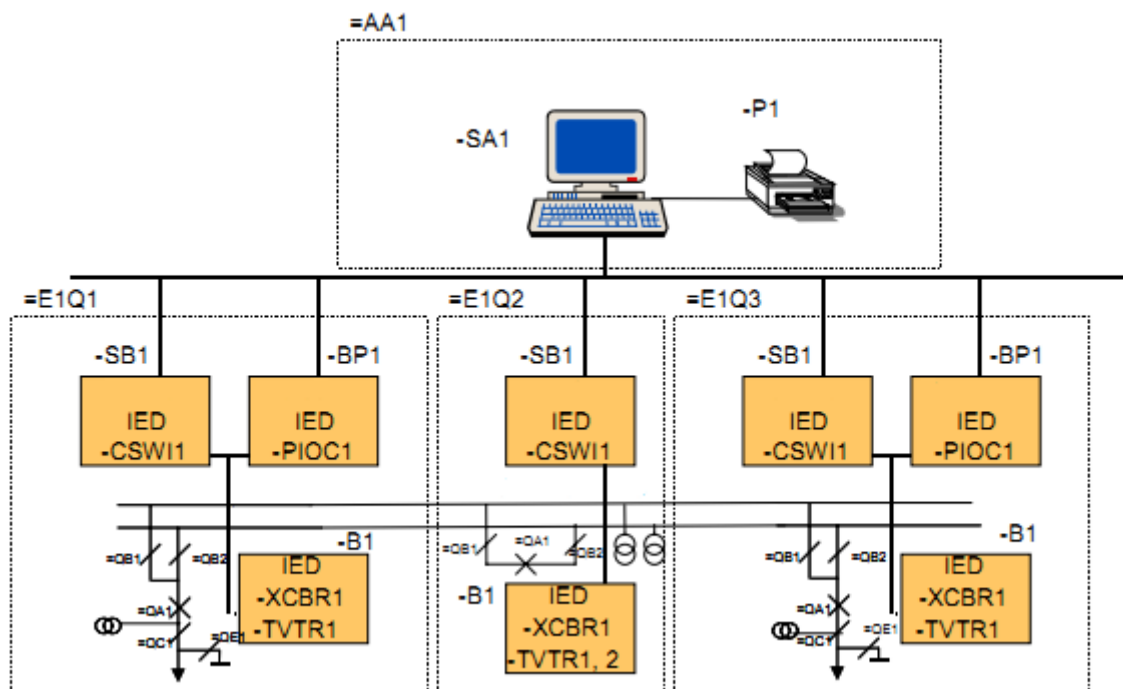 =AA1
-SA1
-P1
=E1Q1
=E1Q2
=E1Q3
-SB1
-BP1
-SB1
-SB1
-BP1
IED
-CSWI1
IED
-PIOC1
IED
-CSWI1
IED
-CSWI1
IED
-PIOC1
=QB1
=QB2
-B1
IED
-XCBR1
-TVTR1
=QA1
=QC1
=QE1
=QB1
=QA1
=QB2
-B1
IED
-XCBR1
-TVTR1, 2
=QB1
=QB2
-B1
IED
-XCBR1
-TVTR1
=QA1
=QC1
=QE1